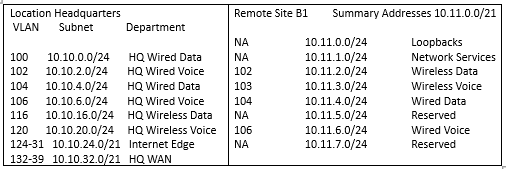 Location Headquarters
VLAN Subnet Department
100 10.10.0.0/24 HQ Wired Data
102 10.10.2.0/24 HQ Wired Voice
104 10.10.4.0/24 HQ Wired Data
106 10.10.6.0/24 HQ Wired Voice
116 10.10.16.0/24 HQ Wireless Data
120 10.10.20.0/24 HQ Wireless Voice
124-31 10.10.24.0/21 Internet Edge
132-39 10.10.32.0/21 HQ WAN
Remote Site B1 Summary Addresses 10.11.0.0/21
NA 10.11.0.0/24 Loopbacks
NA 10.11.1.0/24 Network Services
102 10.11.2.0/24 Wireless Data
103 10.11.3.0/24 Wireless Voice
104 10.11.4.0/24 Wired Data
NA 10.11.5.0/24 Reserved
106 10.11.6.0/24 Wired Voice
NA 10.11.7.0/24 Reserved